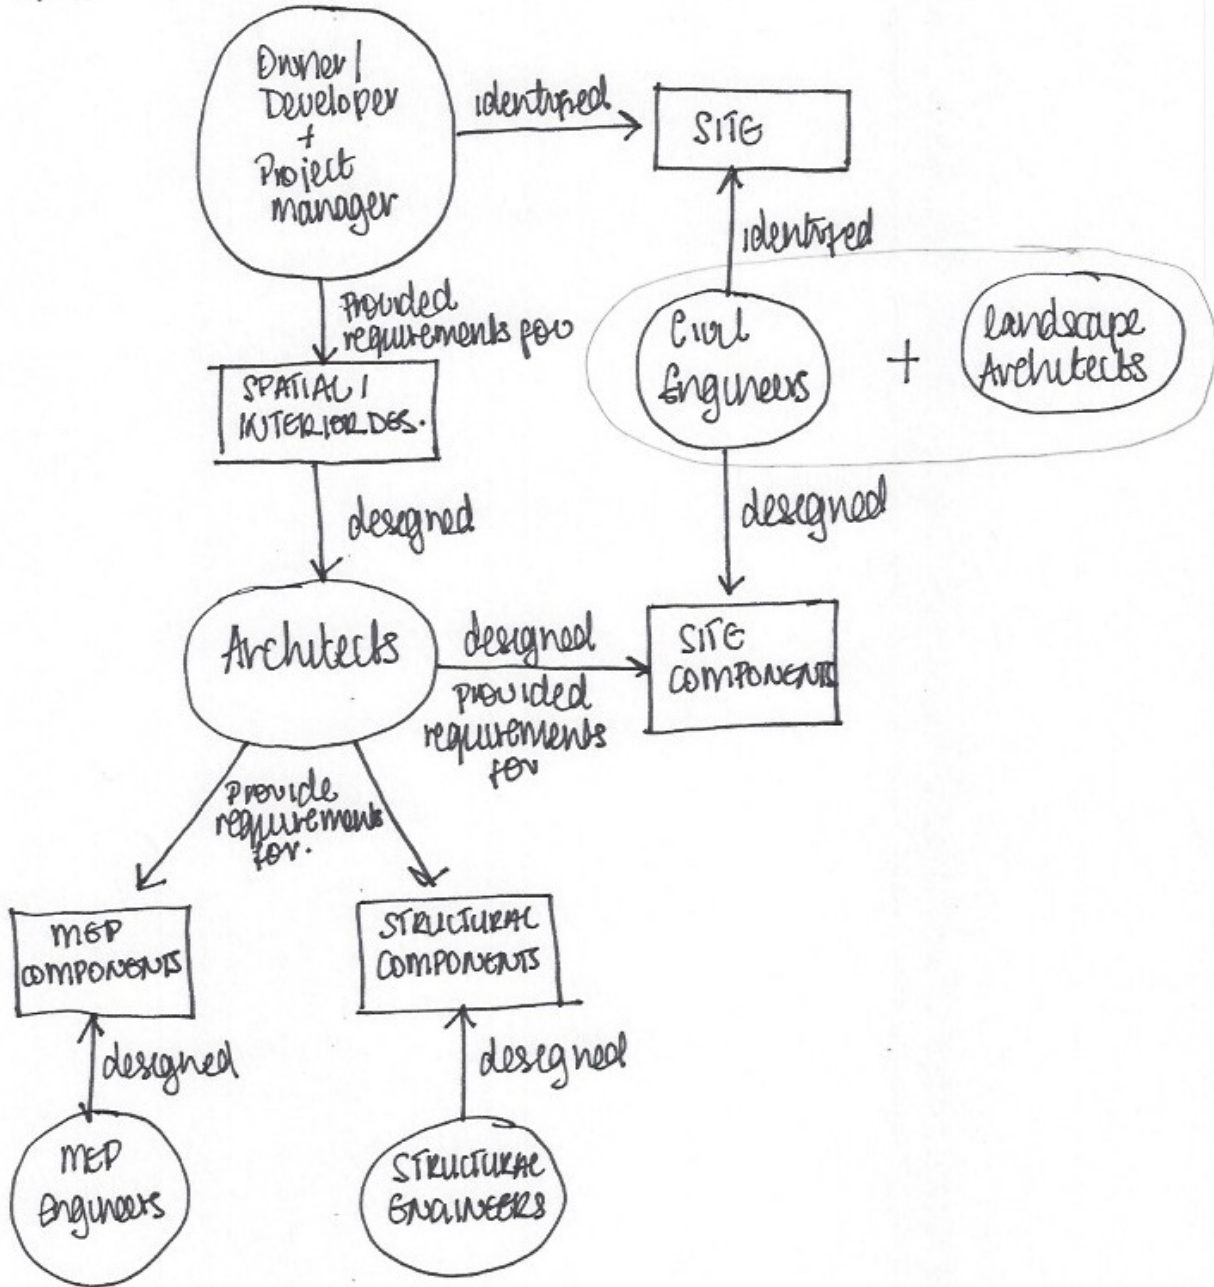 Owner /
Developer
+
Project
manager
identified
SITE
identified
Provided
requirements for
Civil
Engineers
+
landscape
Architects
SPATIAL /
INTERIOR DES.
designed
designed
Architects
designed
provided
requirements
for
SITE
COMPONENTS
Provide
requirements
for.
MEP
COMPONENTS
STRUCTURAL
COMPONENTS
designed
designed
MEP
Engineers
STRUCTURAL
ENGINEERS